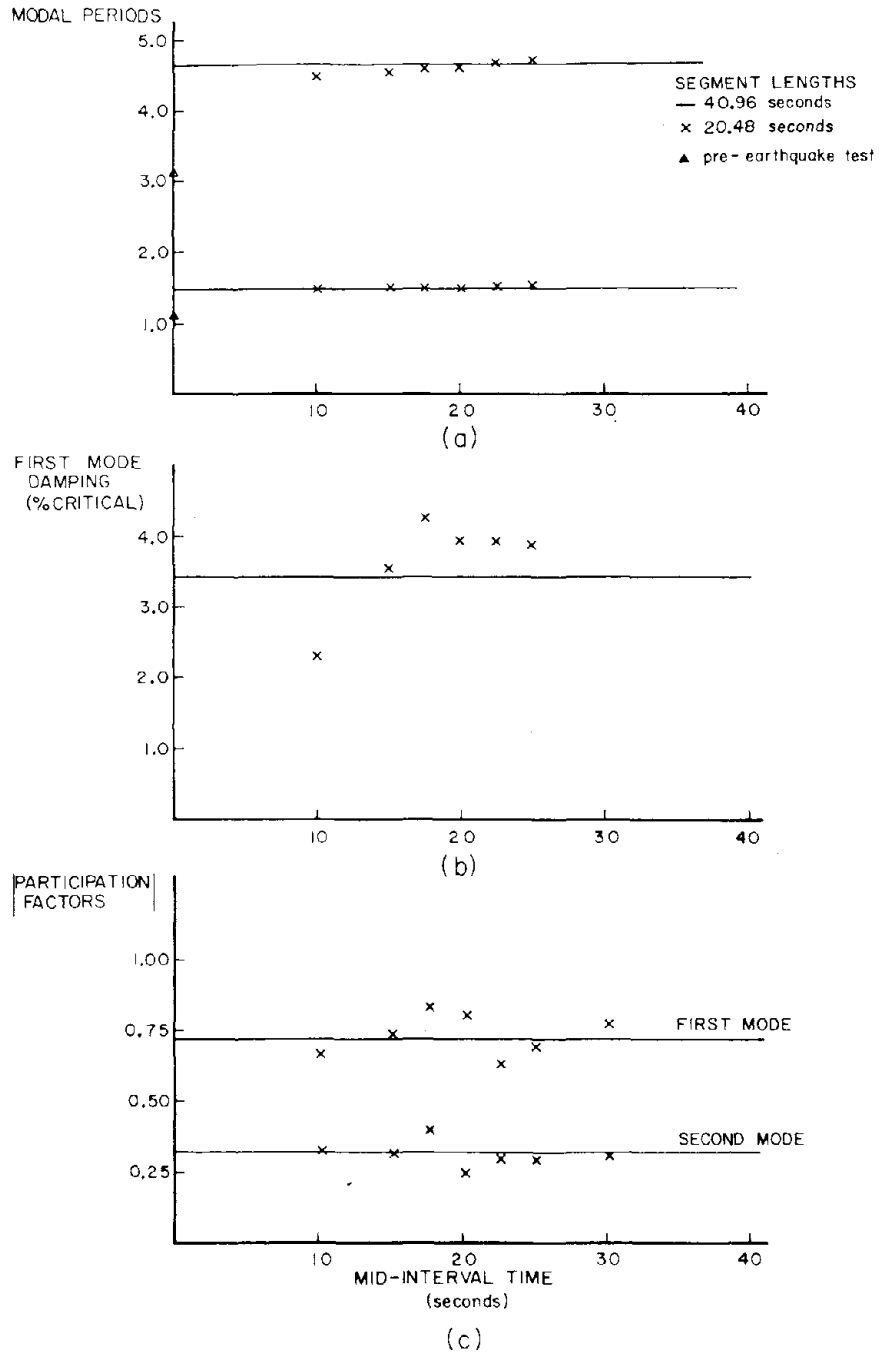 MODAL PERIODS
5.0
4.0
3.0
2.0
1.0
SEGMENT LENGTHS
— 40.96 seconds
× 20.48 seconds
▲ pre-earthquake test
10 20 30 40
(a)
FIRST MODE
DAMPING
(%CRITICAL)
4.0
3.0
2.0
1.0
10 20 30 40
(b)
PARTICIPATION
FACTORS
1.00
0.75
0.50
0.25
FIRST MODE
SECOND MODE
10 20 30 40
MID-INTERVAL TIME
(seconds)
(c)